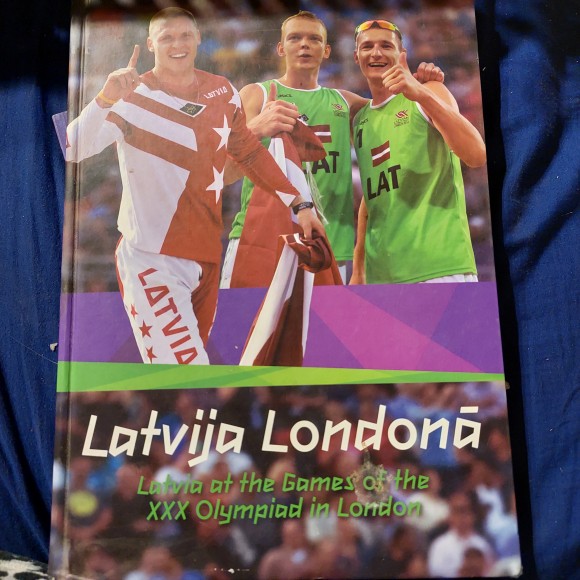 LATVIA
LAT
LAT
LATVIA
Latvija Londonā
Latvia at the Games of the
XXX Olympiad in London